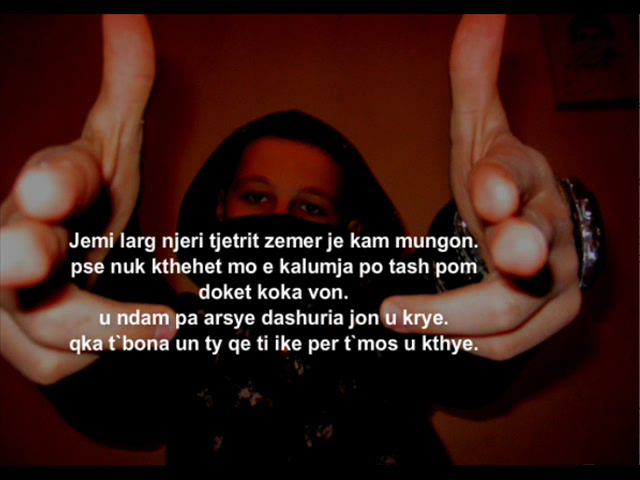 Jemi larg njeri tjetrit zemer je kam mungon.
pse nuk kthehet mo e kalumja po tash pom
doket koka von.
u ndam pa arsye dashuria jon u krye.
qka t`bona un ty qe ti ike per t`mos u kthye.